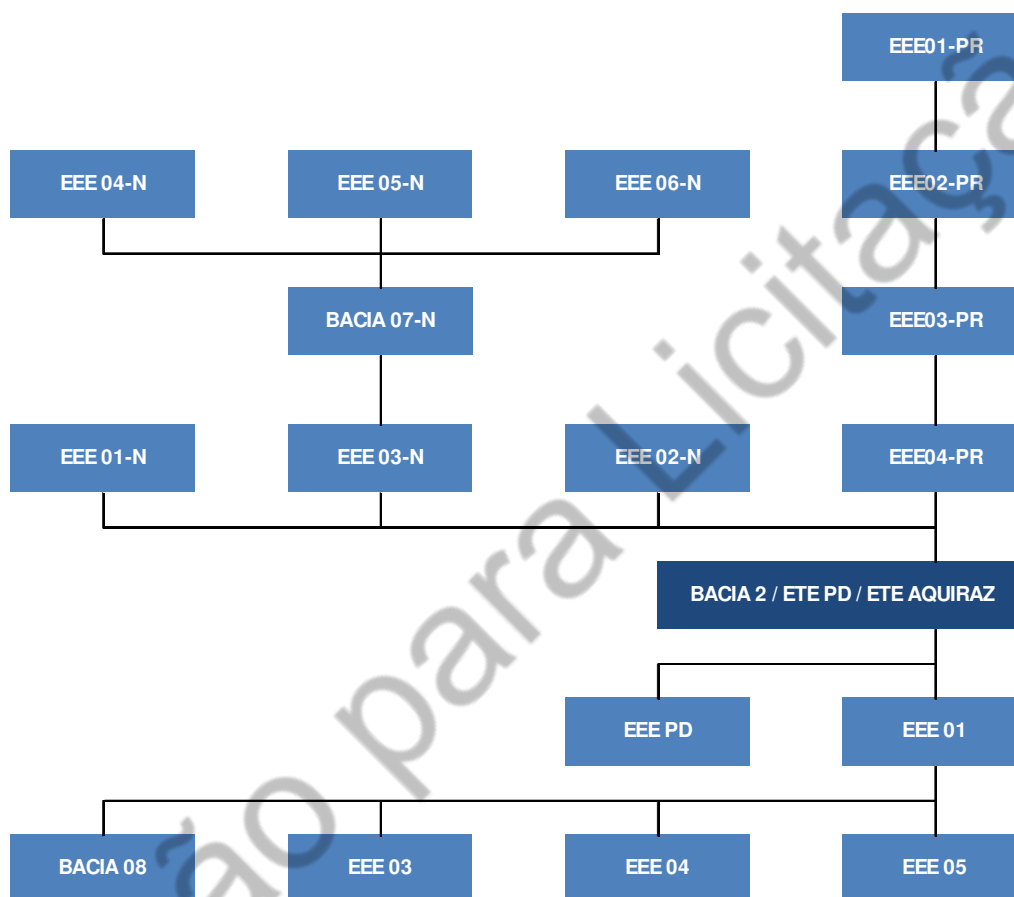 EEE01-PR
EEE 04-N
EEE 05-N
EEE 06-N
EEE02-PR
BACIA 07-N
EEE03-PR
EEE 01-N
EEE 03-N
EEE 02-N
EEE04-PR
BACIA 2 / ETE PD / ETE AQUIRAZ
EEE PD
EEE 01
BACIA 08
EEE 03
EEE 04
EEE 05
ão para Licitaçã